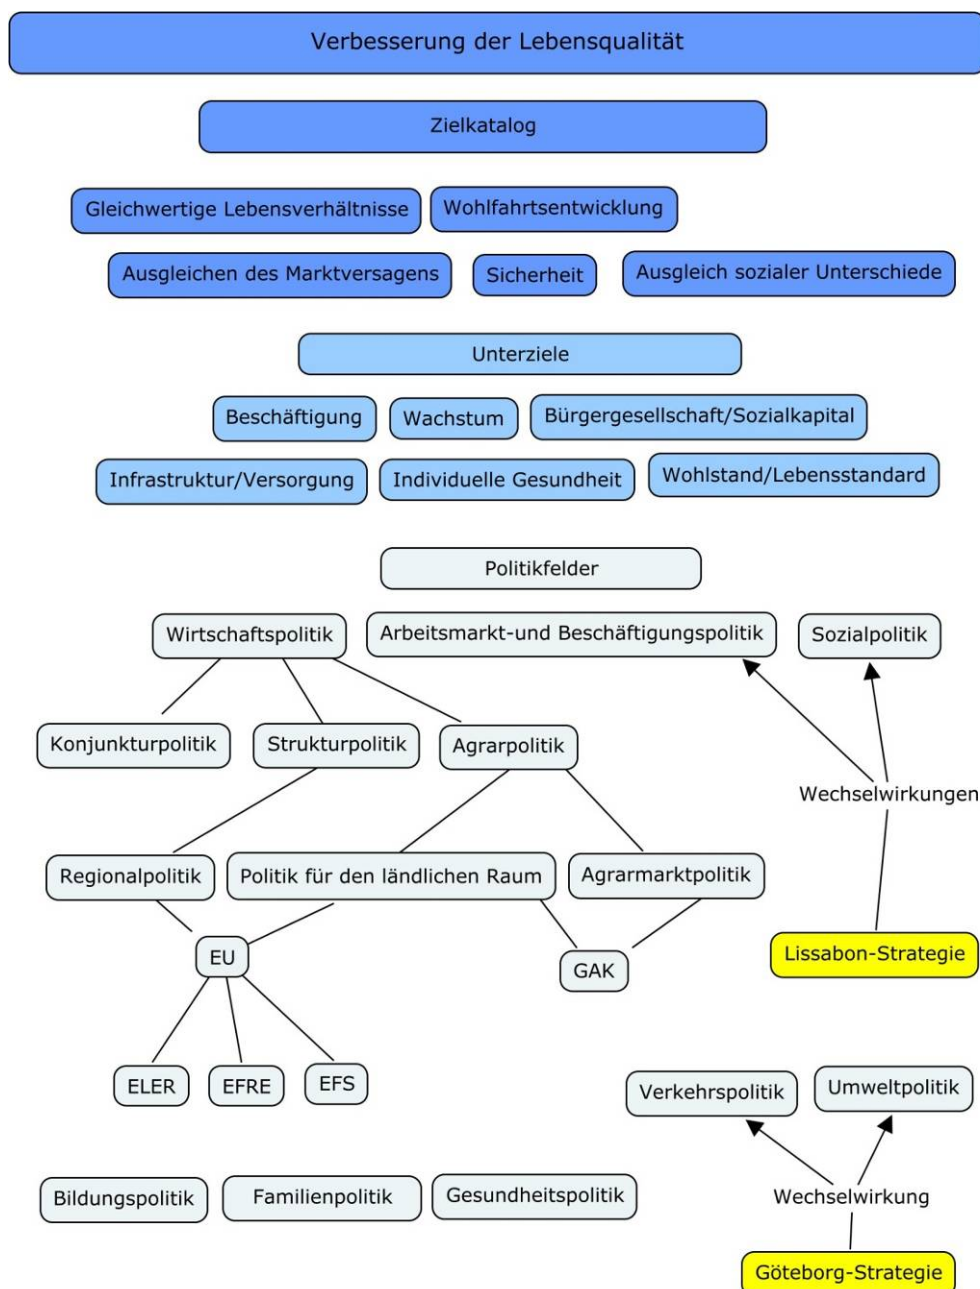 Verbesserung der Lebensqualität
Zielkatalog
Gleichwertige Lebensverhältnisse
Wohlfahrtsentwicklung
Ausgleichen des Marktversagens
Sicherheit
Ausgleich sozialer Unterschiede
Unterziele
Beschäftigung
Wachstum
Bürgergesellschaft/Sozialkapital
Infrastruktur/Versorgung
Individuelle Gesundheit
Wohlstand/Lebensstandard
Politikfelder
Wirtschaftspolitik
Arbeitsmarkt-und Beschäftigungspolitik
Sozialpolitik
Konjunkturpolitik
Strukturpolitik
Agrarpolitik
Wechselwirkungen
Regionalpolitik
Politik für den ländlichen Raum
Agrarmarktpolitik
EU
GAK
Lissabon-Strategie
ELER
EFRE
EFS
Verkehrspolitik
Umweltpolitik
Bildungspolitik
Familienpolitik
Gesundheitspolitik
Wechselwirkung
Göteborg-Strategie